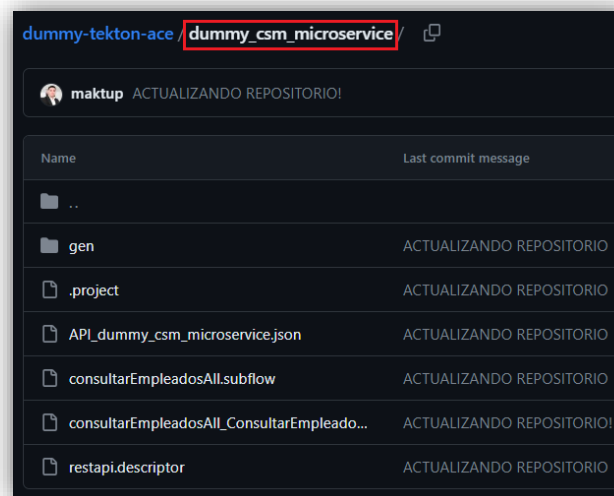 dummy-tekton-ace / dummy_csm_microservice /
maktup ACTUALIZANDO REPOSITORIO!
Name Last commit message
..
gen ACTUALIZANDO REPOSITORIO
.project ACTUALIZANDO REPOSITORIO
API_dummy_csm_microservice.json ACTUALIZANDO REPOSITORIO
consultarEmpleadosAll.subflow ACTUALIZANDO REPOSITORIO
consultarEmpleadosAll_ConsultarEmpleado... ACTUALIZANDO REPOSITORIO!
restapi.descriptor ACTUALIZANDO REPOSITORIO